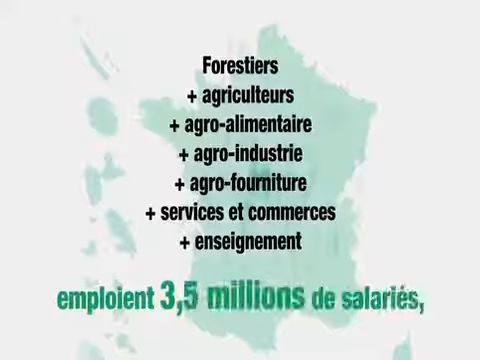 Forestiers
+ agriculteurs
+ agro-alimentaire
+ agro-industrie
+ agro-fourniture
+ services et commerces
+ enseignement
emploient 3,5 millions de salariés,